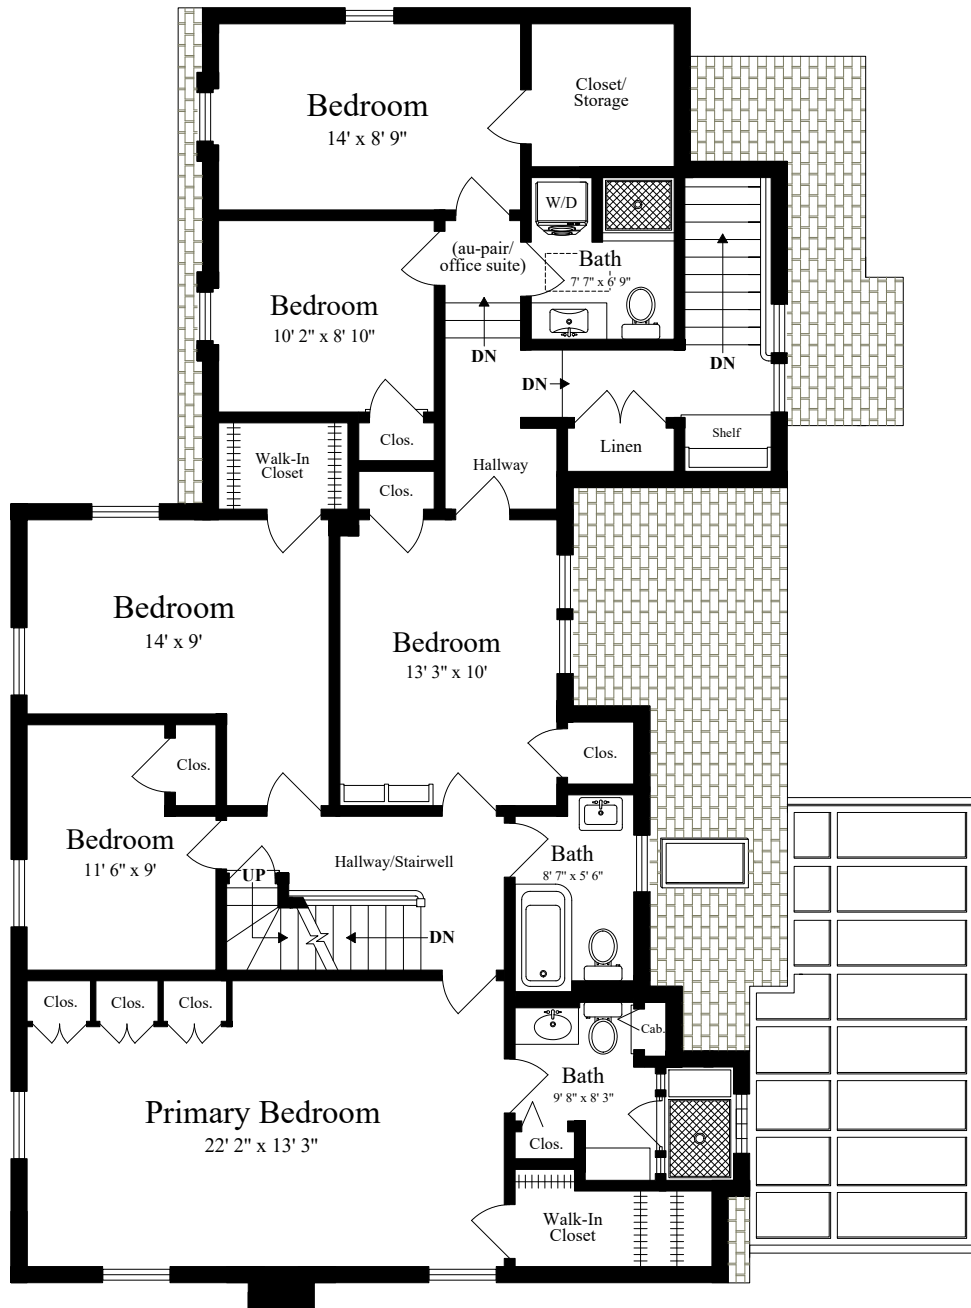 Bedroom
14' x 8' 9"
Closet/
Storage
W/D
(au-pair/
office suite)
Bath
7' 7" x 6' 9"
Bedroom
10' 2" x 8' 10"
DN
DN
DN
Clos.
Linen
Shelf
Walk-In
Closet
Hallway
Clos.
Bedroom
14' x 9'
Bedroom
13' 3" x 10'
Clos.
Clos.
Bedroom
11' 6" x 9'
Hallway/Stairwell
Bath
8' 7" x 5' 6"
UP
DN
Clos.
Clos.
Clos.
Cab.
Bath
9' 8" x 8' 3"
Primary Bedroom
22' 2" x 13' 3"
Clos.
Walk-In
Closet